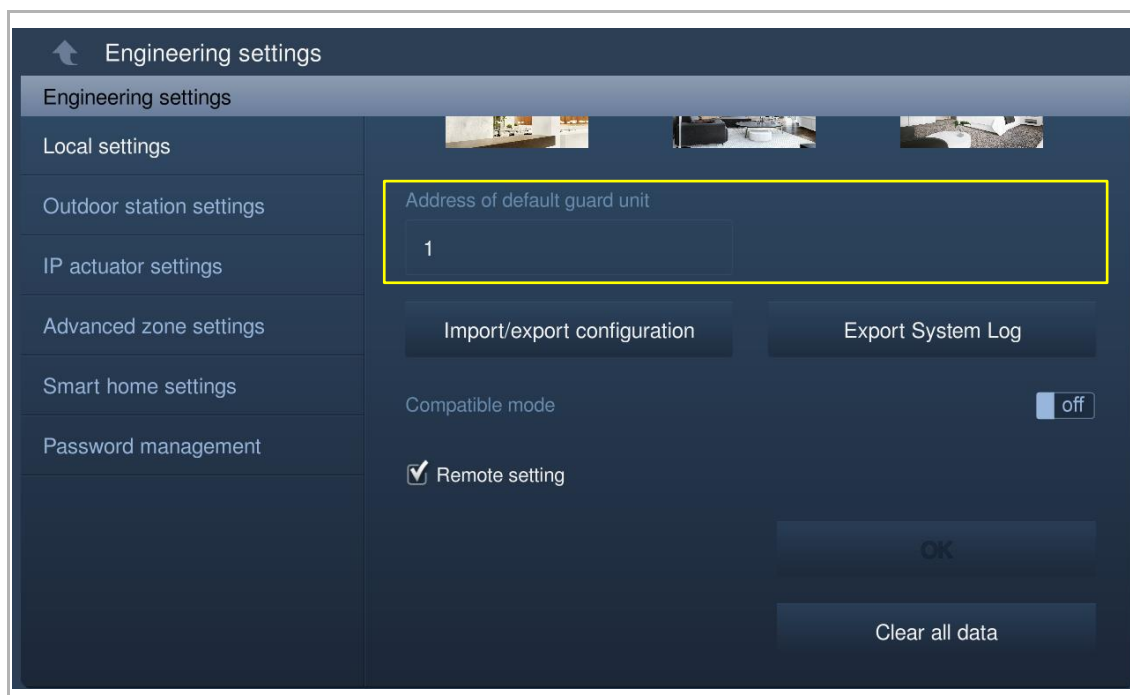 Engineering settings
Engineering settings
Local settings
Outdoor station settings
IP actuator settings
Advanced zone settings
Smart home settings
Password management
Address of default guard unit
1
Import/export configuration
Export System Log
Compatible mode
off
Remote setting
OK
Clear all data